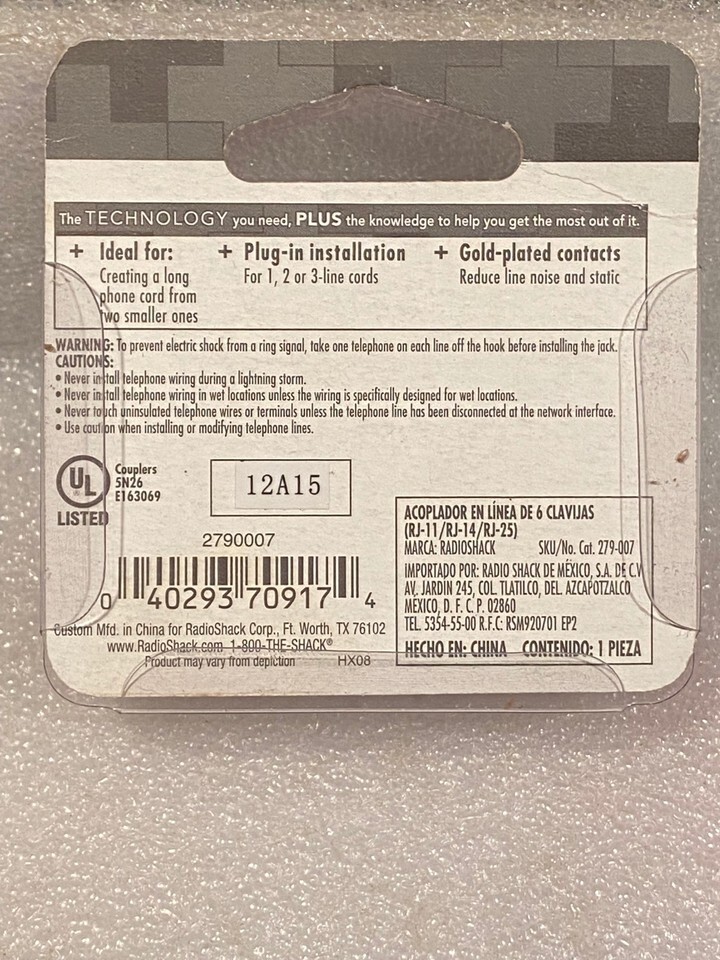 The TECHNOLOGY you need, PLUS the knowledge to help you get the most out of it.
+ Ideal for:
Creating a long
phone cord from
two smaller ones
+ Plug-in installation
For 1, 2 or 3-line cords
+ Gold-plated contacts
Reduce line noise and static
WARNING: To prevent electric shock from a ring signal, take one telephone on each line off the hook before installing the jack.
CAUTIONS:
• Never install telephone wiring during a lightning storm.
• Never install telephone wiring in wet locations unless the wiring is specifically designed for wet locations.
• Never touch uninsulated telephone wires or terminals unless the telephone line has been disconnected at the network interface.
• Use caution when installing or modifying telephone lines.
UL
LISTED
Couplers
5N26
E163069
12A15
2790007
0 40293 70917 4
Custom Mfd. in China for RadioShack Corp., Ft. Worth, TX 76102
www.RadioShack.com 1-800-THE-SHACK®
Product may vary from depiction HX08
ACOPLADOR EN LÍNEA DE 6 CLAVIJAS
(RJ-11/RJ-14/RJ-25)
MARCA: RADIOSHACK SKU/No. Cat. 279-007
IMPORTADO POR: RADIO SHACK DE MÉXICO, S.A. DE C.V.
AV. JARDIN 245, COL. TLATILCO, DEL. AZCAPOTZALCO
MÉXICO, D. F. C. P. 02860
TEL. 5354-55-00 R.F.C: RSM920701 EP2
HECHO EN: CHINA CONTENIDO: 1 PIEZA